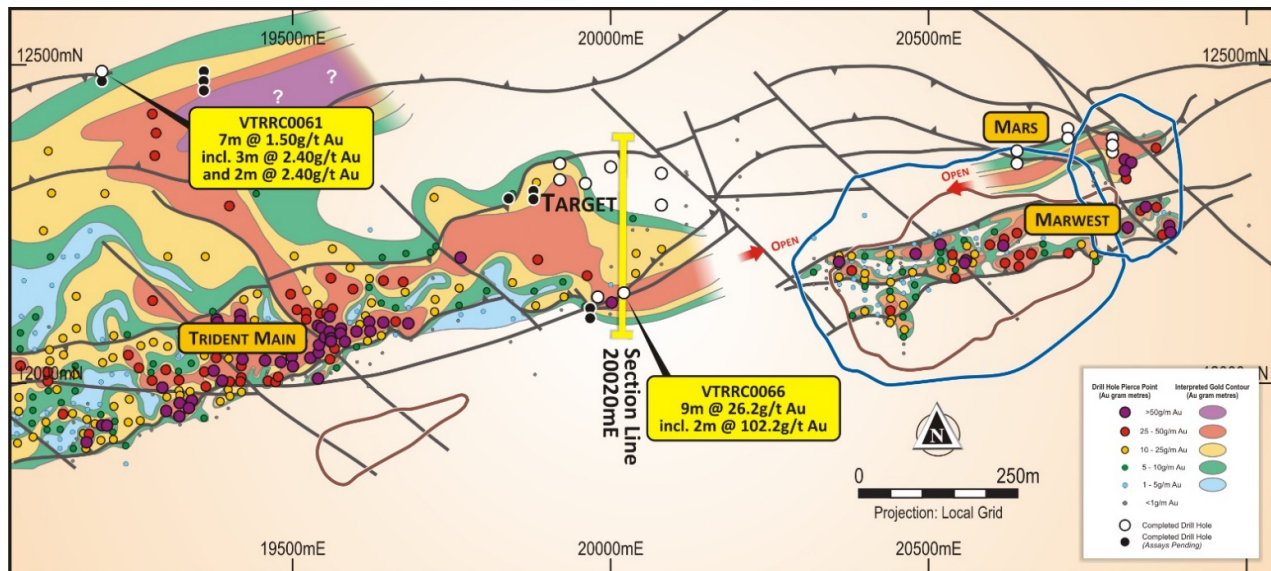 19500mE
20000mE
20500mE
12500mN
12500mN
? ?
VTRRC0061
7m @ 1.50g/t Au
incl. 3m @ 2.40g/t Au
and 2m @ 2.40g/t Au
MARS
OPEN
TARGET
MARWEST
OPEN
TRIDENT MAIN
12000mN
Section Line
20020mE
VTRRC0066
9m @ 26.2g/t Au
incl. 2m @ 102.2g/t Au
N
0 250m
Projection: Local Grid
Drill Hole Pierce Point
(Au gram metres)
Interpreted Gold Contour
(Au gram metres)
>50g/m Au
25 - 50g/m Au
10 - 25g/m Au
5 - 10g/m Au
1 - 5g/m Au
<1g/m Au
Completed Drill Hole
Completed Drill Hole
(Assays Pending)
19500mE
20000mE
20500mE